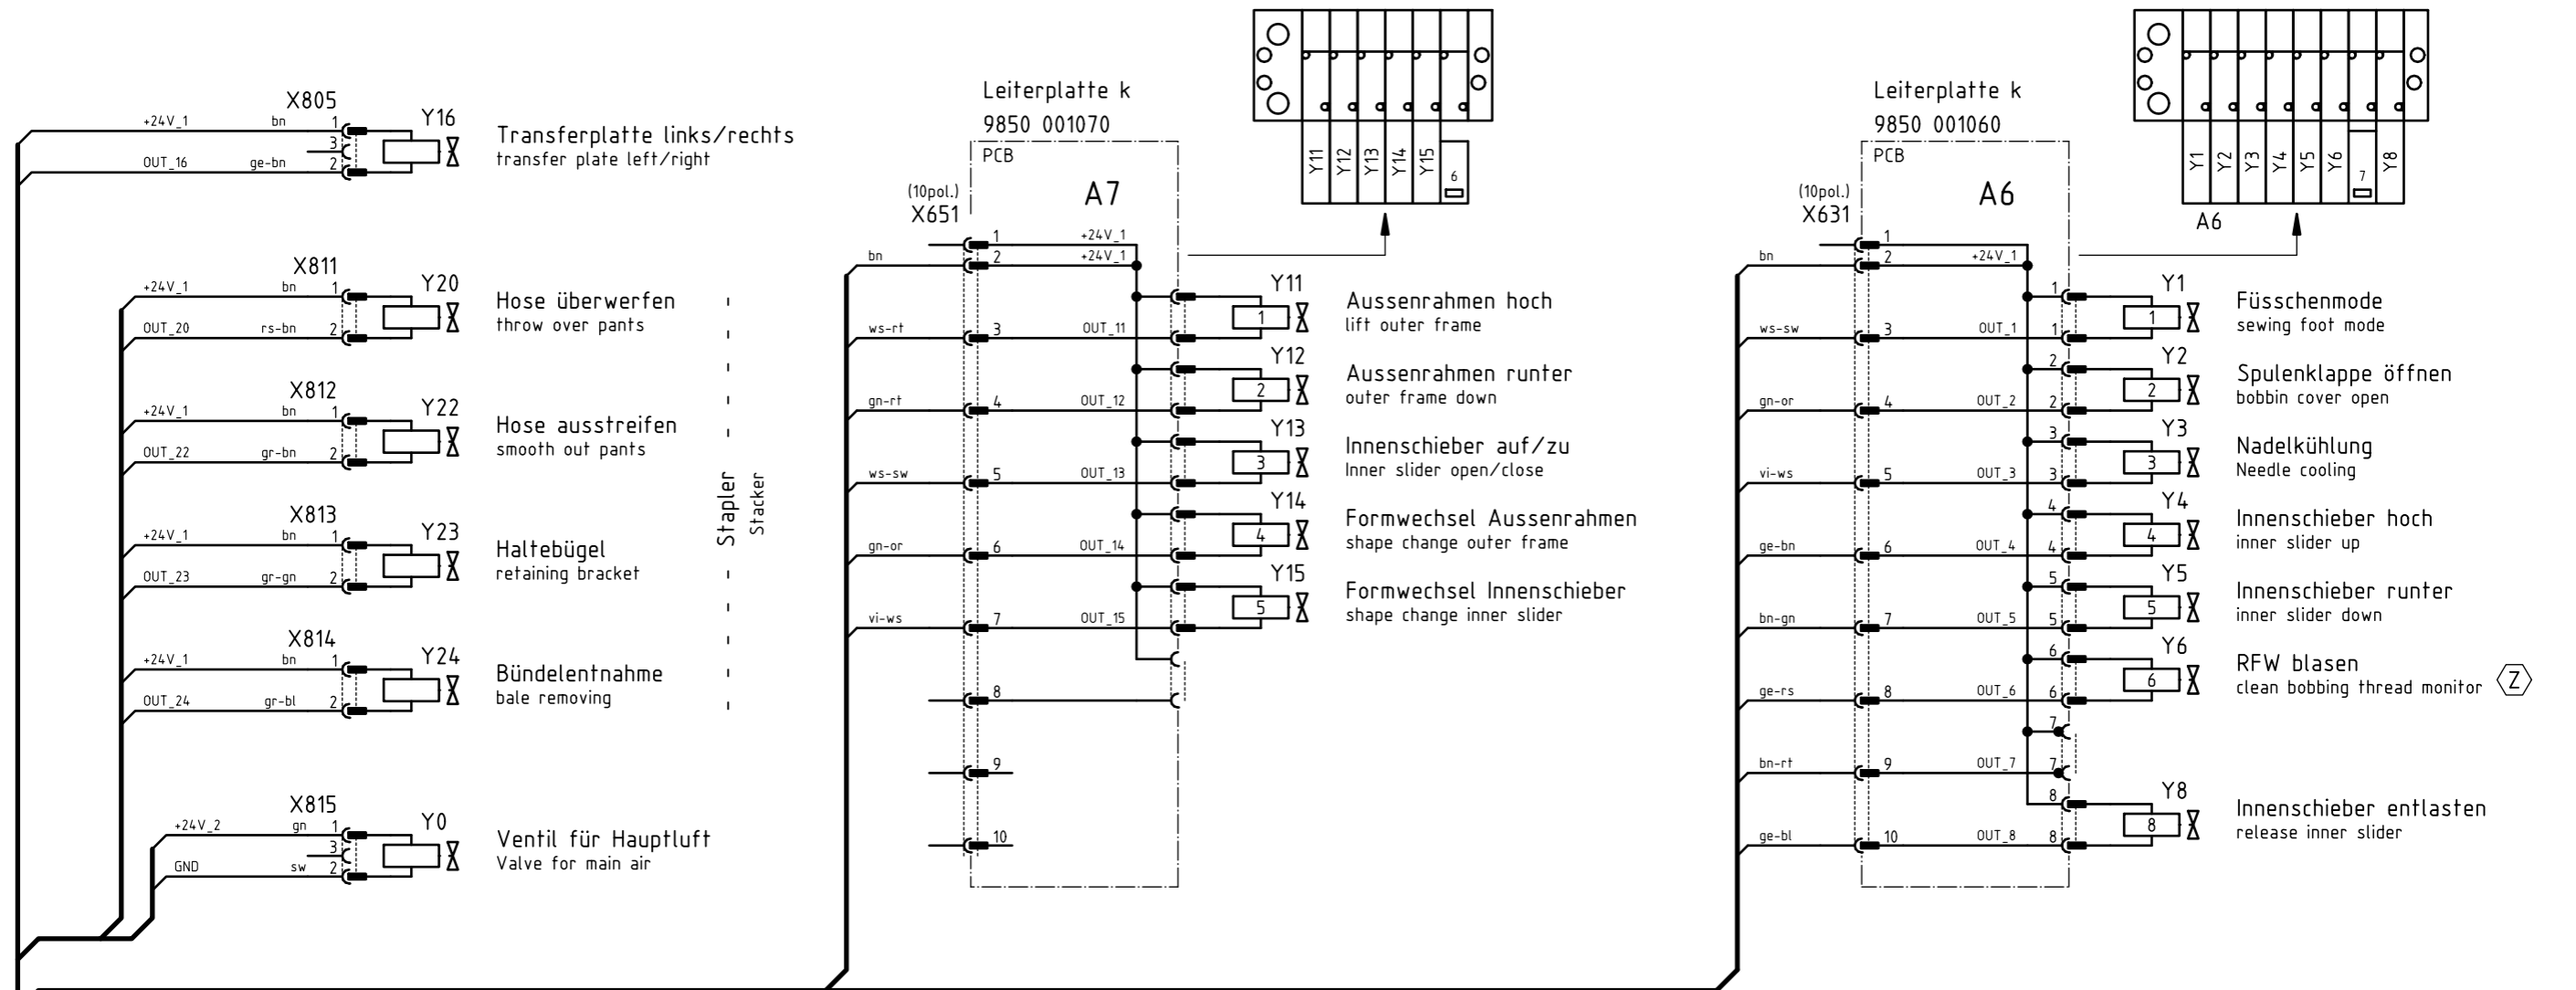 X805
+24V_1 bn 1
Y16
3
OUT_16 ge-bn 2
Transferplatte links/rechts
transfer plate left/right
X811
+24V_1 bn 1
Y20
OUT_20 rs-bn 2
Hose überwerfen
throw over pants
X812
+24V_1 bn 1
Y22
OUT_22 gr-bn 2
Hose ausstreifen
smooth out pants
X813
+24V_1 bn 1
Y23
OUT_23 gr-gn 2
Haltebügel
retaining bracket
X814
+24V_1 bn 1
Y24
OUT_24 gr-bl 2
Bündelentnahme
bale removing
Stapler
Stacker
X815
+24V_2 gn 1
Y0
3
GND sw 2
Ventil für Hauptluft
Valve for main air
Leiterplatte k
9850 001070
PCB
A7
(10pol.)
X651
Y11 Y12 Y13 Y14 Y15 6
1 +24V_1
bn 2 +24V_1
Y11
1
ws-rt 3 OUT_11
Aussenrahmen hoch
lift outer frame
Y12
2
gn-rt 4 OUT_12
Aussenrahmen runter
outer frame down
Y13
3
ws-sw 5 OUT_13
Innenschieber auf/zu
Inner slider open/close
Y14
4
gn-or 6 OUT_14
Formwechsel Aussenrahmen
shape change outer frame
Y15
5
vi-ws 7 OUT_15
Formwechsel Innenschieber
shape change inner slider
8
9
10
Leiterplatte k
9850 001060
PCB
A6
(10pol.)
X631
Y1 Y2 Y3 Y4 Y5 Y6 7 Y8
A6
1
bn 2 +24V_1
1 Y1
1
ws-sw 3 OUT_1 1
Füsschenmode
sewing foot mode
2 Y2
2
gn-or 4 OUT_2 2
Spulenklappe öffnen
bobbin cover open
3 Y3
3
vi-ws 5 OUT_3 3
Nadelkühlung
Needle cooling
4 Y4
4
ge-bn 6 OUT_4 4
Innenschieber hoch
inner slider up
5 Y5
5
bn-gn 7 OUT_5 5
Innenschieber runter
inner slider down
6 Y6
6
ge-rs 8 OUT_6 6
RFW blasen
clean bobbing thread monitor Z
7
bn-rt 9 OUT_7 7
8 Y8
8
ge-bl 10 OUT_8 8
Innenschieber entlasten
release inner slider